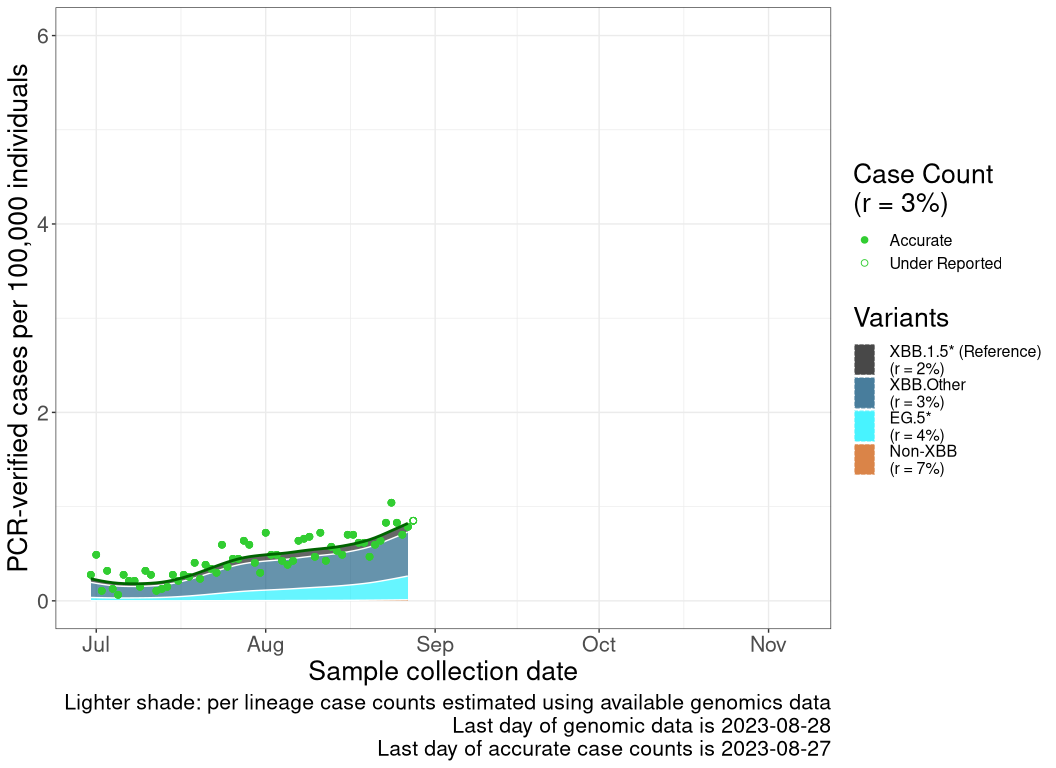 PCR-verified cases per 100,000 individuals
6
4
2
0
Jul Aug Sep Oct Nov
Sample collection date
Lighter shade: per lineage case counts estimated using available genomics data
Last day of genomic data is 2023-08-28
Last day of accurate case counts is 2023-08-27
Case Count
(r = 3%)
Accurate
Under Reported
Variants
XBB.1.5* (Reference)
(r = 2%)
XBB.Other
(r = 3%)
EG.5*
(r = 4%)
Non-XBB
(r = 7%)